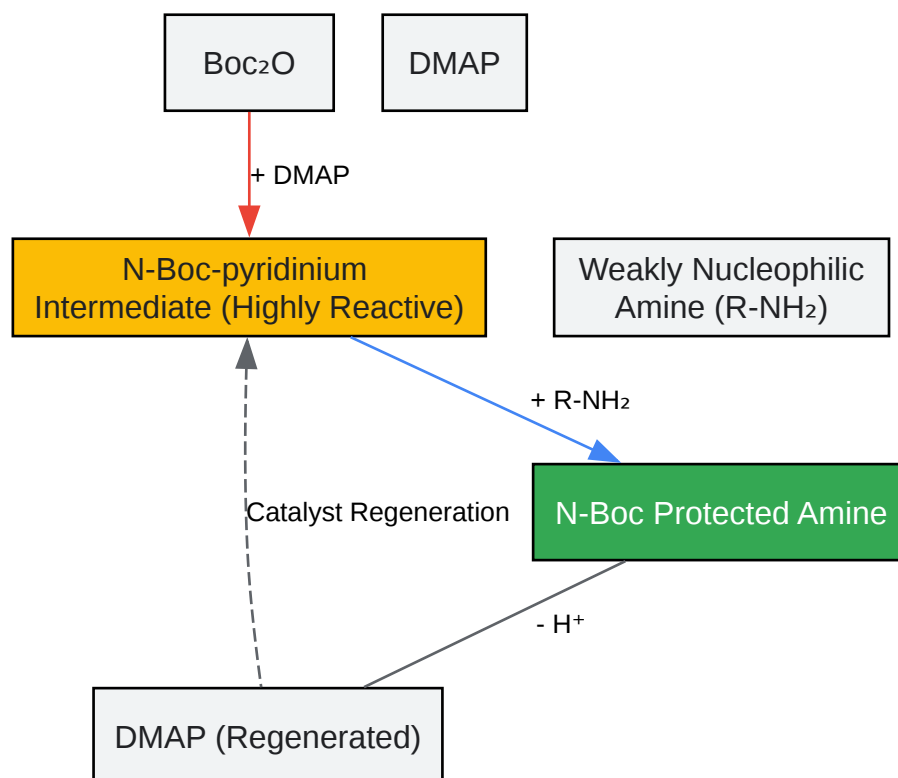 Boc₂O
DMAP
+ DMAP
N-Boc-pyridinium
Intermediate (Highly Reactive)
Weakly Nucleophilic
Amine (R-NH₂)
+ R-NH₂
N-Boc Protected Amine
Catalyst Regeneration
- H⁺
DMAP (Regenerated)